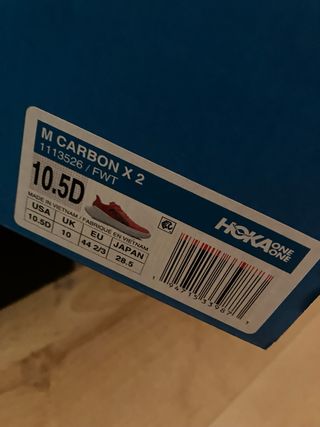 M CARBON X 2
1113526 / FWT
10.5D
MADE IN VIETNAM / FABRIQUÉ EN VIETNAM
USA UK EU JAPAN
10.5D 10 44 2/3 28.5
HOKA ONE ONE